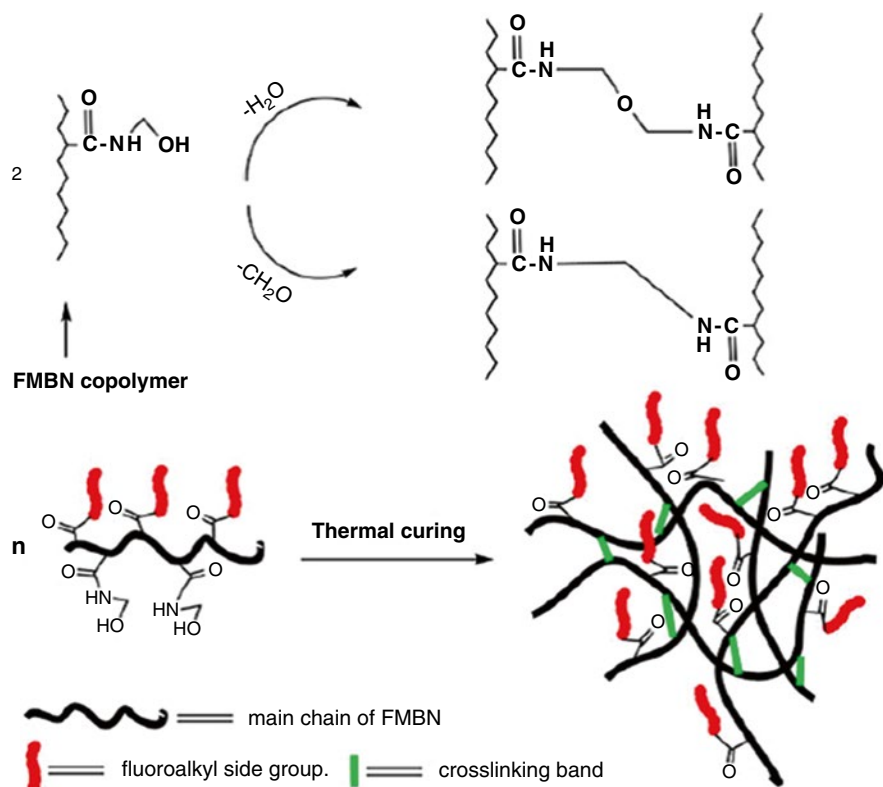 O H
C-N
O
H
N-C
O
-H₂O
O
C-NH OH
2
-CH₂O
O H
C-N
N-C
H
O
FMBN copolymer
n
O O O
O O
HN HN
HO HO
Thermal curing
O O
O O O
O O
O O O
O
main chain of FMBN
fluoroalkyl side group.
crosslinking band